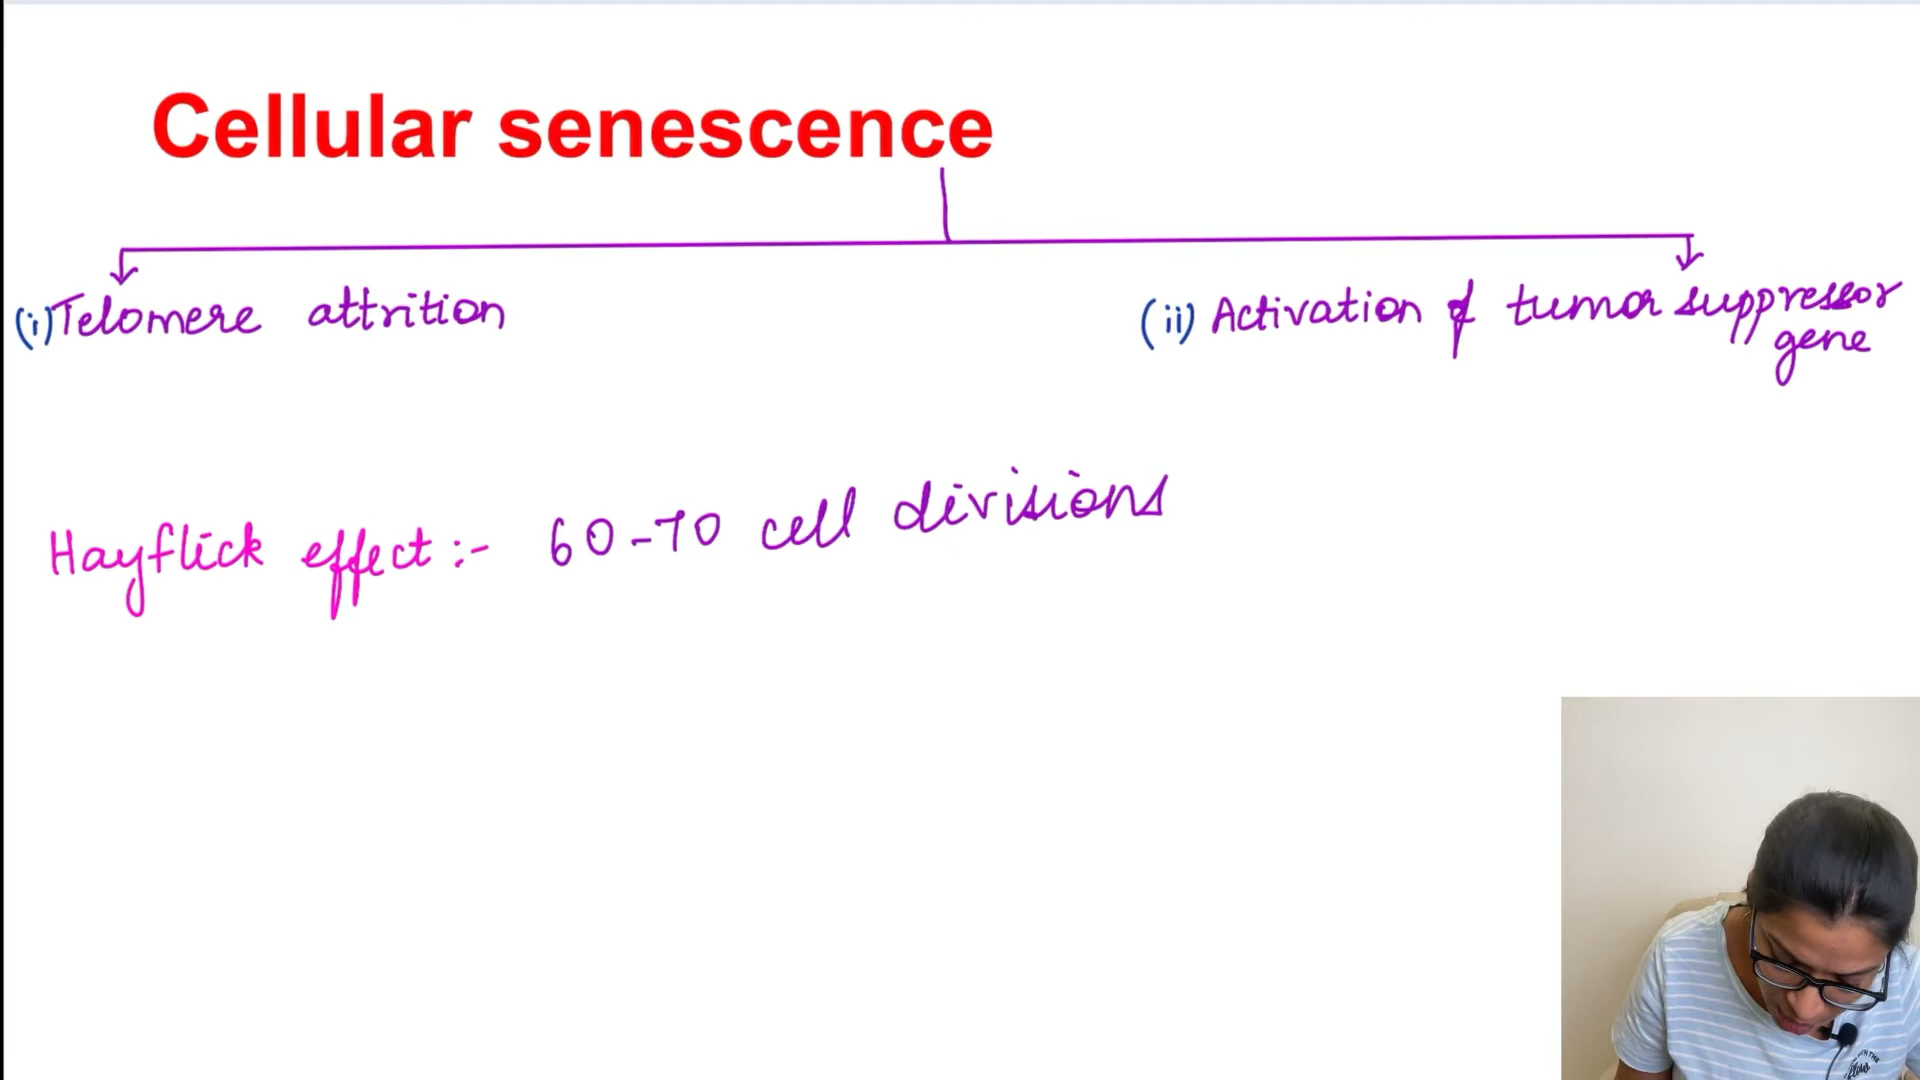 Cellular senescence
(i) Telomere attrition
(ii) Activation of tumor suppressor
gene
Hayflick effect:- 60-70 cell divisions